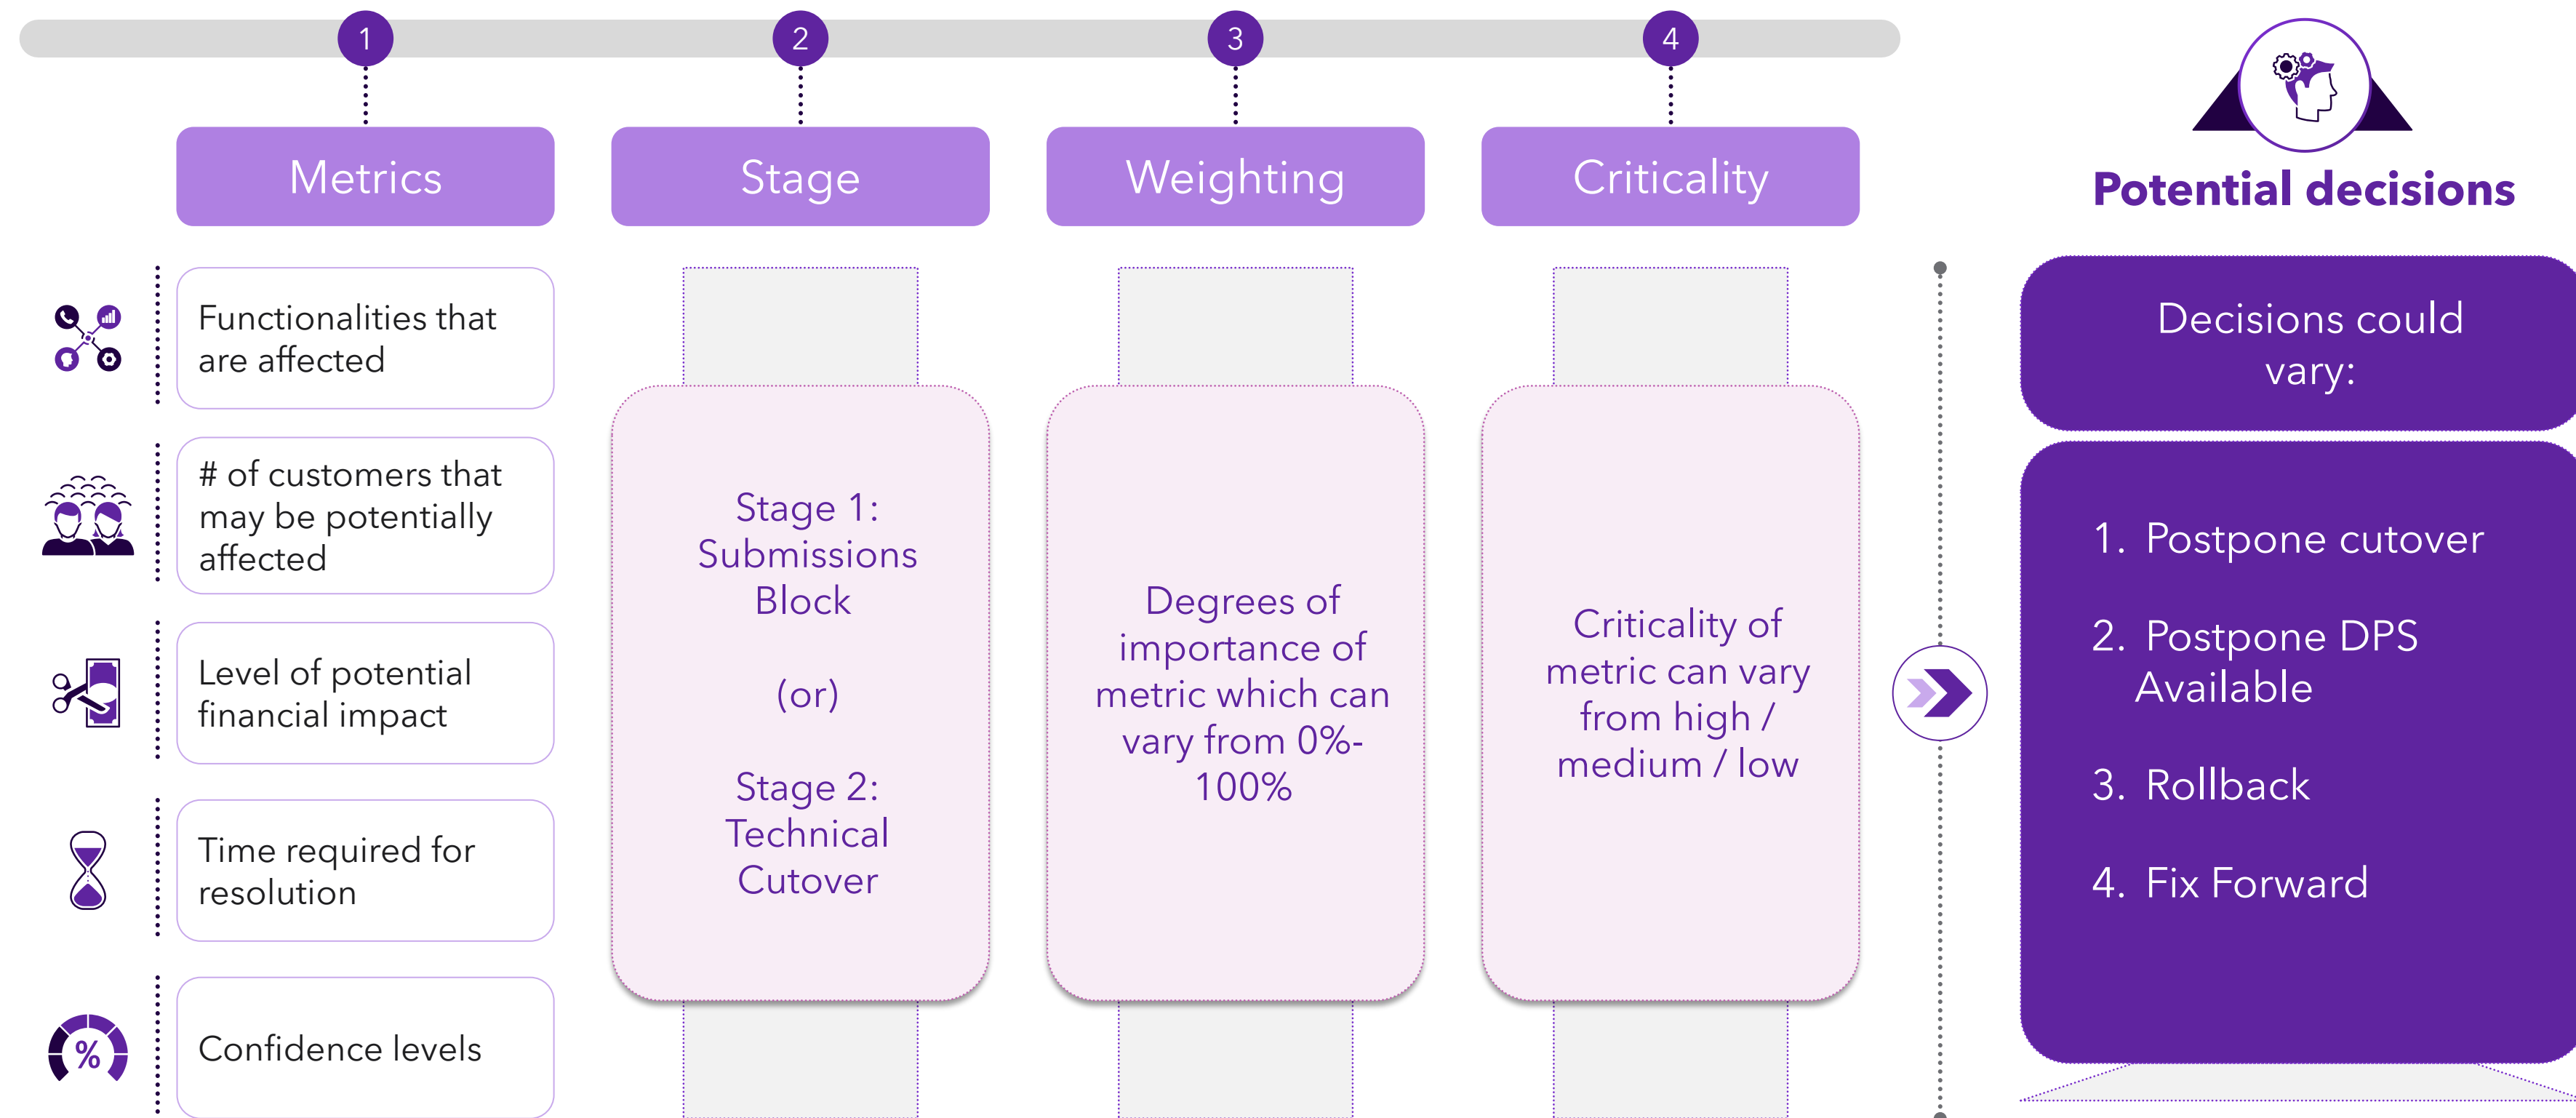 1
2
3
4
Metrics
Stage
Weighting
Criticality
Potential decisions
Functionalities that
are affected
# of customers that
may be potentially
affected
Level of potential
financial impact
Time required for
resolution
%
Confidence levels
Stage 1:
Submissions
Block
(or)
Stage 2:
Technical
Cutover
Degrees of
importance of
metric which can
vary from 0%-
100%
Criticality of
metric can vary
from high /
medium / low
Decisions could
vary:
1. Postpone cutover
2. Postpone DPS
Available
3. Rollback
4. Fix Forward